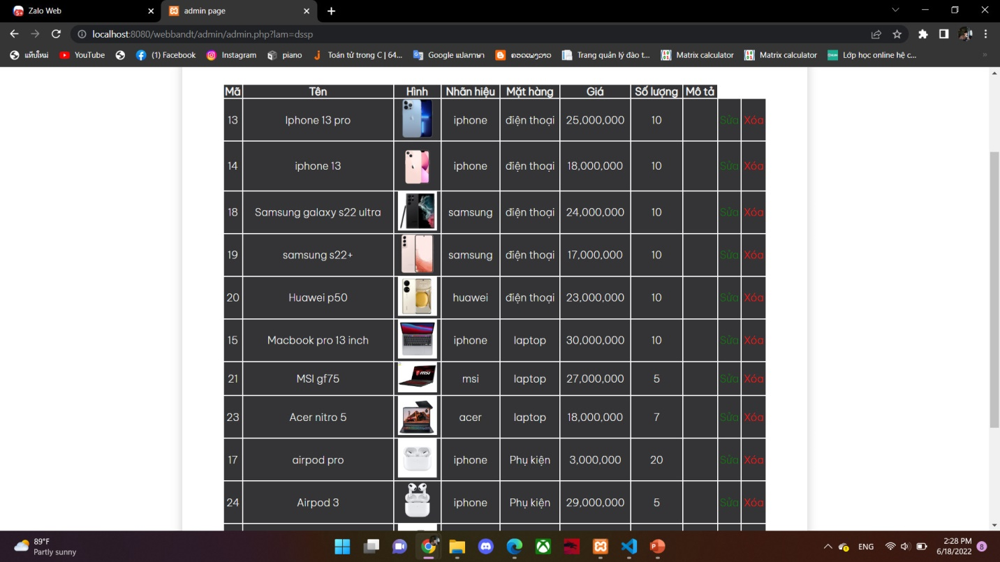 Zalo Web
admin page
localhost:8080/webbandt/admin/admin.php?lam=dssp
แท็บใหม่ YouTube (1) Facebook Instagram piano Toán tử trong C | 64... Google แปลภาษา ຄອດແພງລາວ Trang quản lý đào t... Matrix calculator Matrix calculator Lớp học online hệ c...
Mã Tên Hình Nhãn hiệu Mặt hàng Giá Số lượng Mô tả
13 Iphone 13 pro iphone điện thoại 25,000,000 10 Sửa Xóa
14 iphone 13 iphone điện thoại 18,000,000 10 Sửa Xóa
18 Samsung galaxy s22 ultra samsung điện thoại 24,000,000 10 Sửa Xóa
19 samsung s22+ samsung điện thoại 17,000,000 10 Sửa Xóa
20 Huawei p50 huawei điện thoại 23,000,000 10 Sửa Xóa
15 Macbook pro 13 inch iphone laptop 30,000,000 10 Sửa Xóa
21 MSI gf75 msi msi laptop 27,000,000 5 Sửa Xóa
23 Acer nitro 5 acer laptop 18,000,000 7 Sửa Xóa
17 airpod pro iphone Phụ kiện 3,000,000 20 Sửa Xóa
24 Airpod 3 iphone Phụ kiện 29,000,000 5 Sửa Xóa
89°F
Partly sunny
ENG
2:28 PM
6/18/2022
8